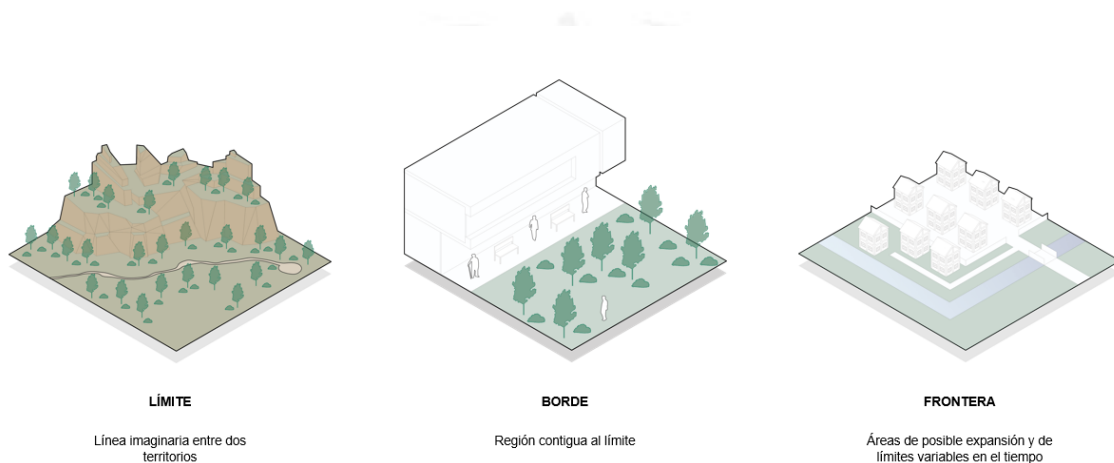 LÍMITE
Línea imaginaria entre dos
territorios
BORDE
Región contigua al límite
FRONTERA
Áreas de posible expansión y de
límites variables en el tiempo